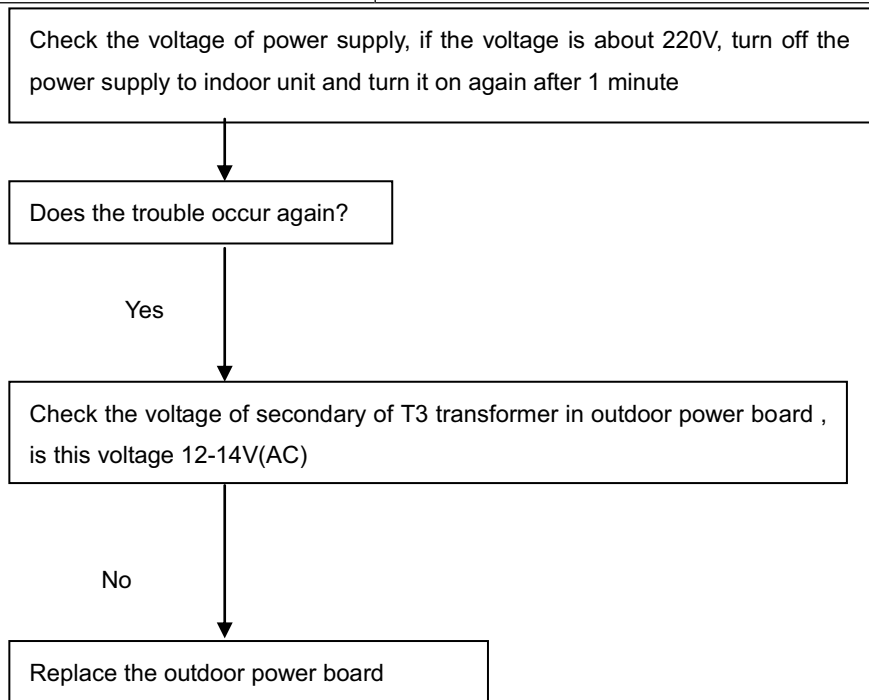 Check the voltage of power supply, if the voltage is about 220V, turn off the
power supply to indoor unit and turn it on again after 1 minute
Does the trouble occur again?
Yes
Check the voltage of secondary of T3 transformer in outdoor power board ,
is this voltage 12-14V(AC)
No
Replace the outdoor power board